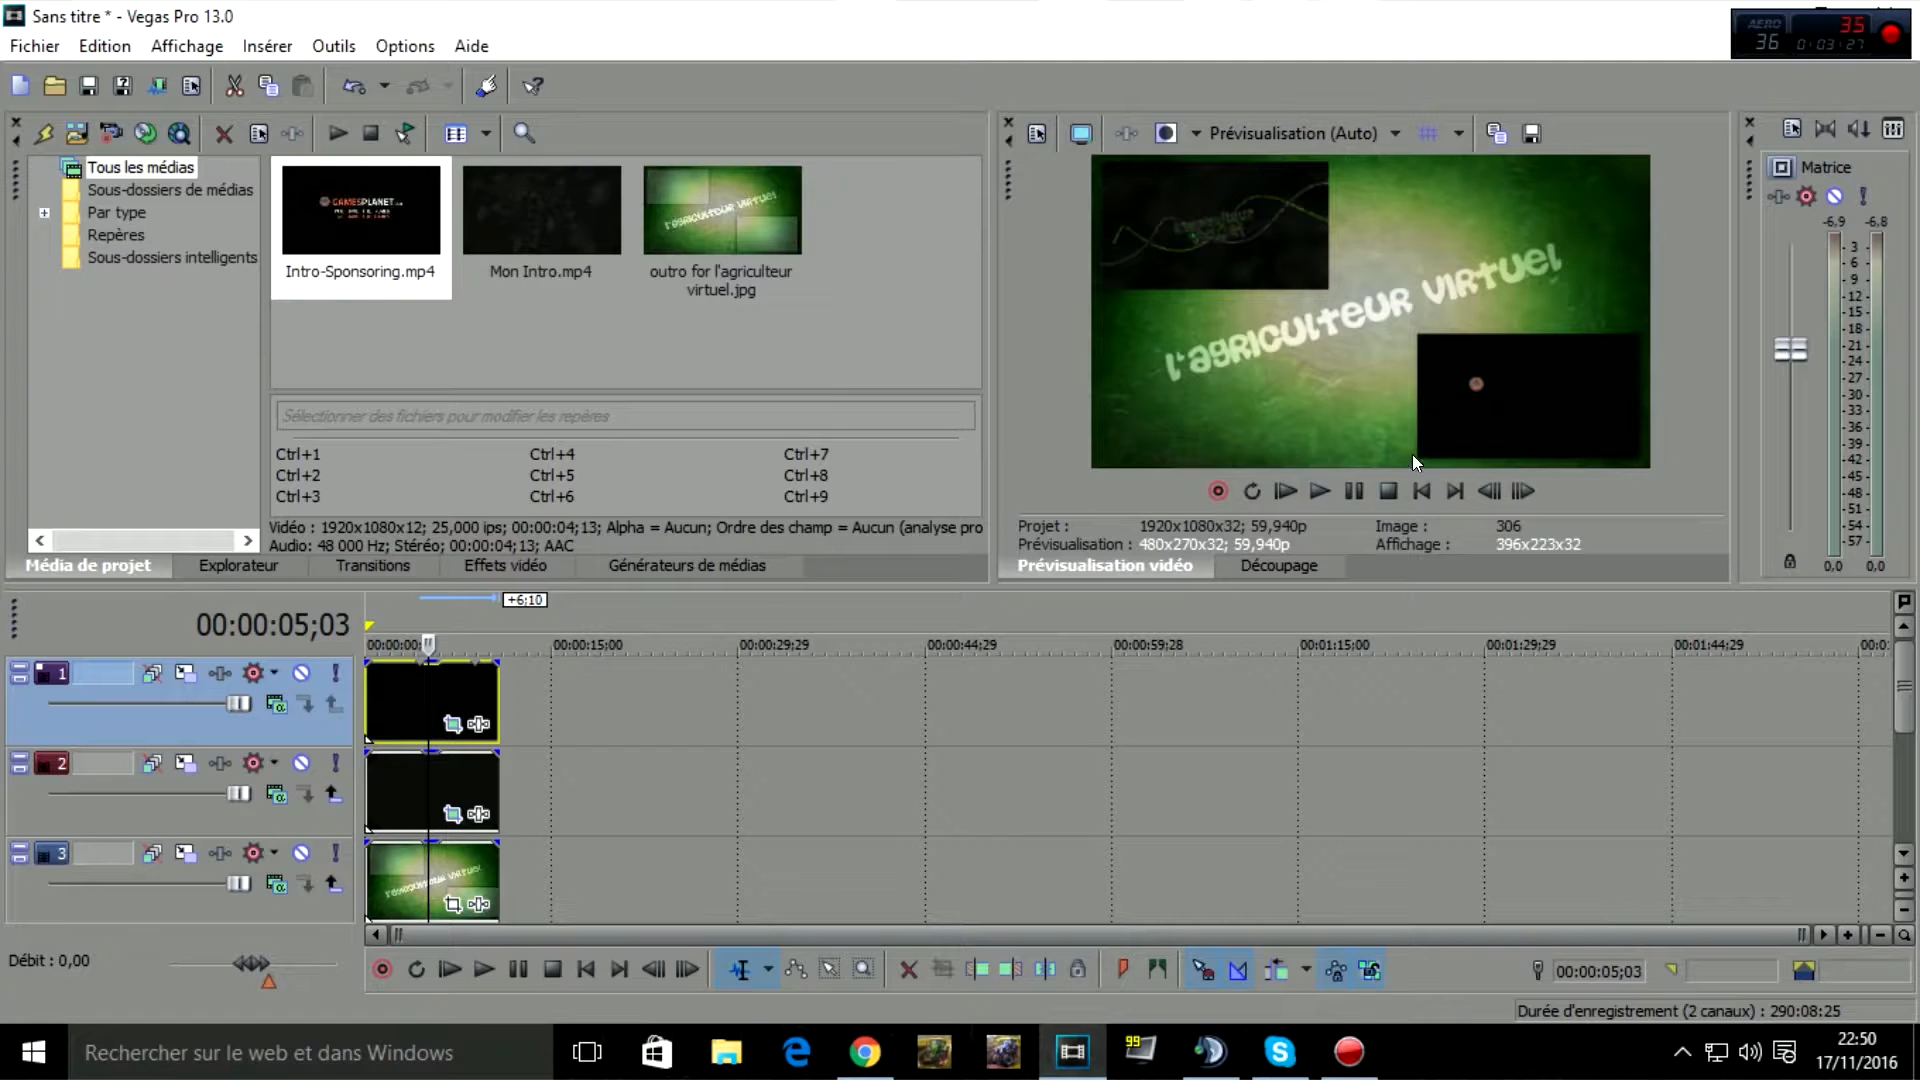 Sans titre * - Vegas Pro 13.0
AERO
36
35
0:03:27
Fichier Edition Affichage Insérer Outils Options Aide
Prévisualisation (Auto)
Tous les médias
Sous-dossiers de médias
Par type
Repères
Sous-dossiers intelligents
GAMESPLANET
Intro-Sponsoring.mp4
Mon Intro.mp4
l'agriculteur virtuel
outro for l'agriculteur
virtuel.jpg
l'agriculteur virtuel
Matrice
-6,9 -6,8
3
6
9
12
15
18
21
24
27
30
33
36
39
42
45
48
51
54
57
0,0 0,0
Sélectionner des fichiers pour modifier les repères
Ctrl+1 Ctrl+4 Ctrl+7
Ctrl+2 Ctrl+5 Ctrl+8
Ctrl+3 Ctrl+6 Ctrl+9
Vidéo : 1920x1080x12; 25,000 ips; 00:00:04;13; Alpha = Aucun; Ordre des champ = Aucun (analyse pro
Audio: 48 000 Hz; Stéréo; 00:00:04;13; AAC
Projet : 1920x1080x32; 59,940p Image : 306
Prévisualisation : 480x270x32; 59,940p Affichage : 396x223x32
Média de projet Explorateur Transitions Effets vidéo Générateurs de médias
Prévisualisation vidéo Découpage
+6;10
00:00:05;03
00:00:00; 00:00:15;00 00:00:29;29 00:00:44;29 00:00:59;28 00:01:15;00 00:01:29;29 00:01:44;29 00:0
1
2
3
l'agriculteur virtuel
Débit : 0,00
00:00:05;03
Durée d'enregistrement (2 canaux) : 290:08:25
Rechercher sur le web et dans Windows
99
22:50
17/11/2016